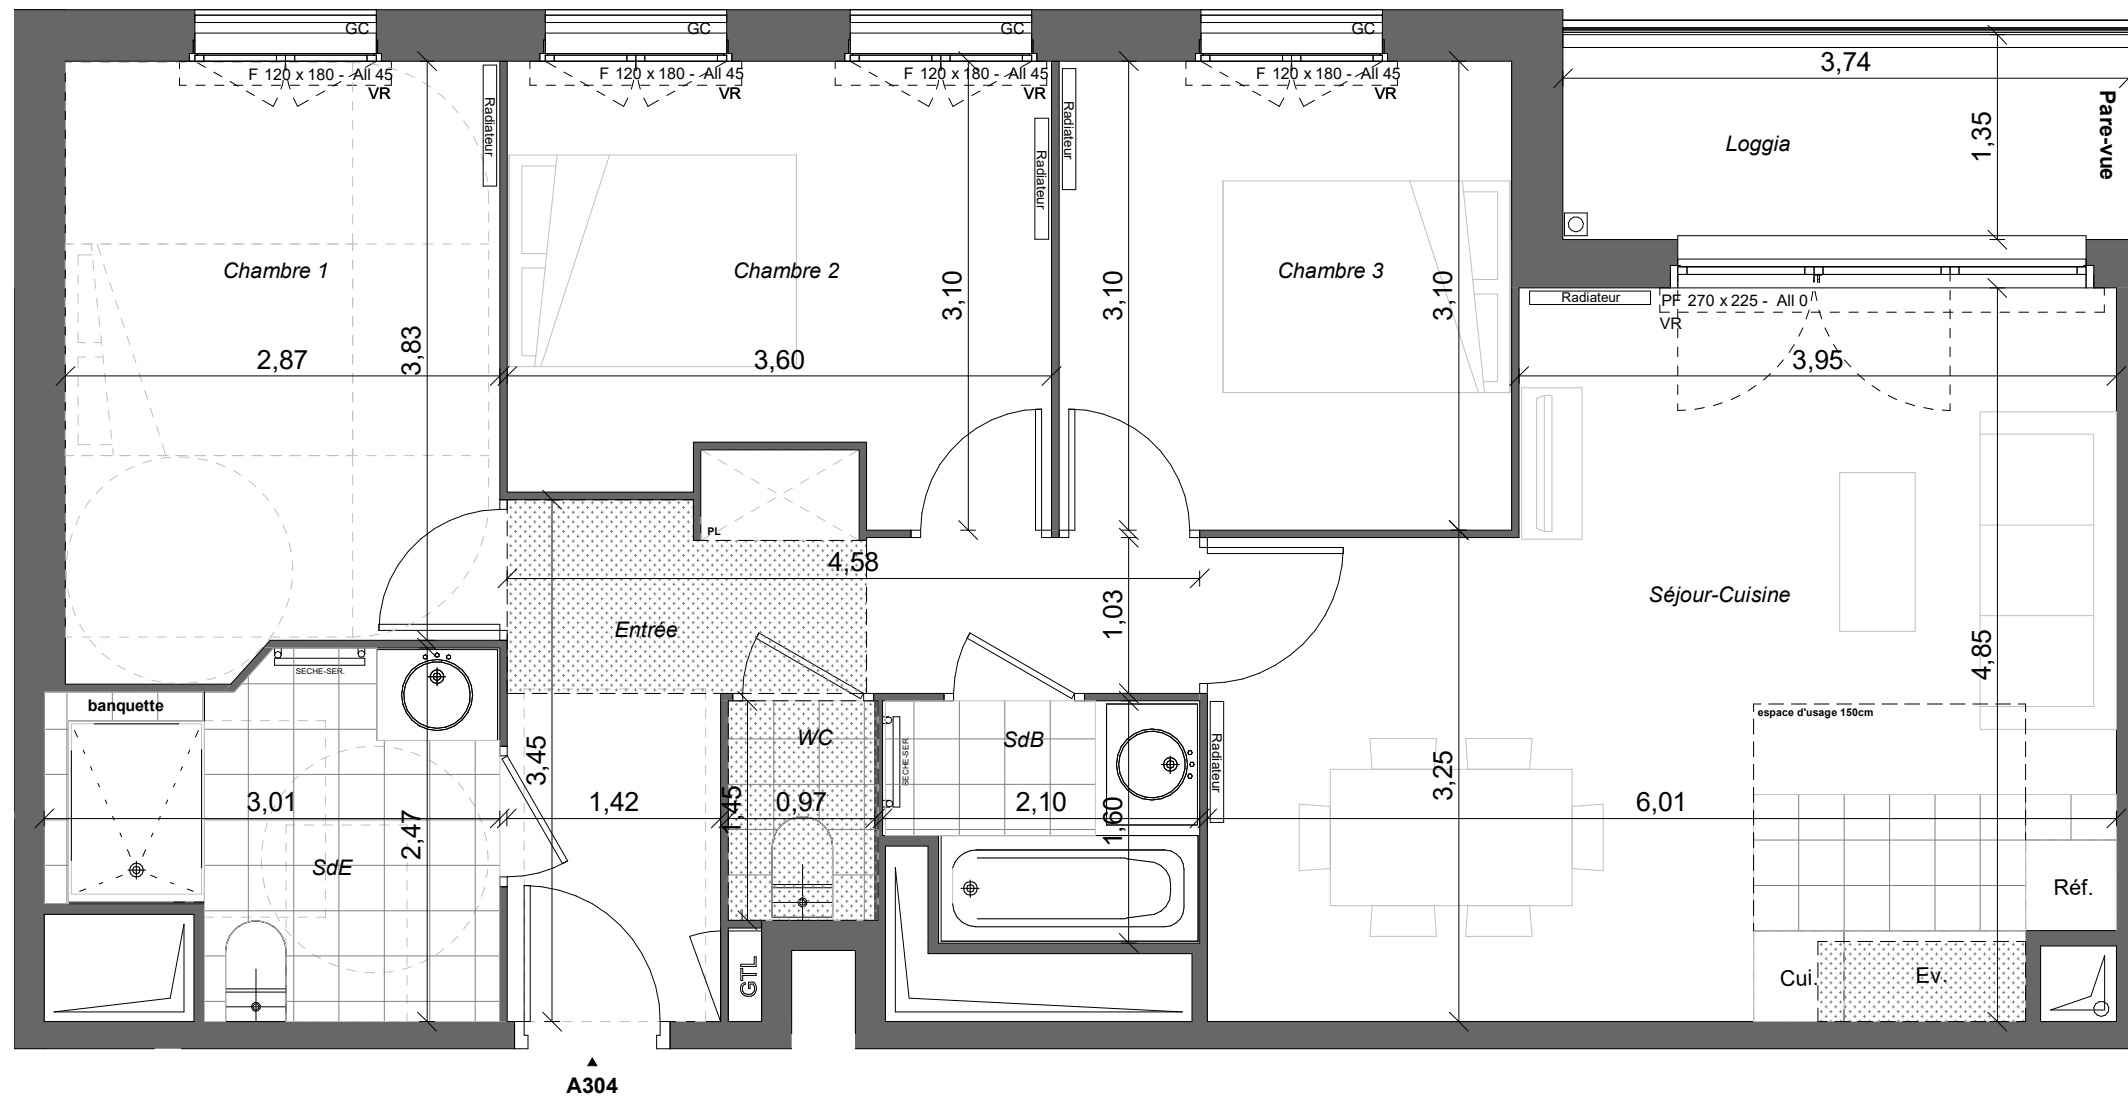 GC
GC
GC
GC
F 120 x 180 - All 45
VR
F 120 x 180 - All 45
VR
F 120 x 180 - All 45
VR
F 120 x 180 - All 45
VR
3,74
1,35
Pare-vue
Loggia
Radiateur
Radiateur
Radiateur
Chambre 1
Chambre 2
Chambre 3
3,83
3,10
3,10
3,10
2,87
3,60
Radiateur
PF 270 x 225 - All 0
VR
3,95
PL
4,58
1,03
Entrée
Séjour-Cuisine
4,85
SECHE-SER.
banquette
espace d'usage 150cm
WC
SdB
SECHE-SER.
Radiateur
3,45
3,25
3,01
2,47
1,42
1,45
0,97
2,10
1,60
6,01
SdE
Réf.
GTL
Cui.
Ev.
A304